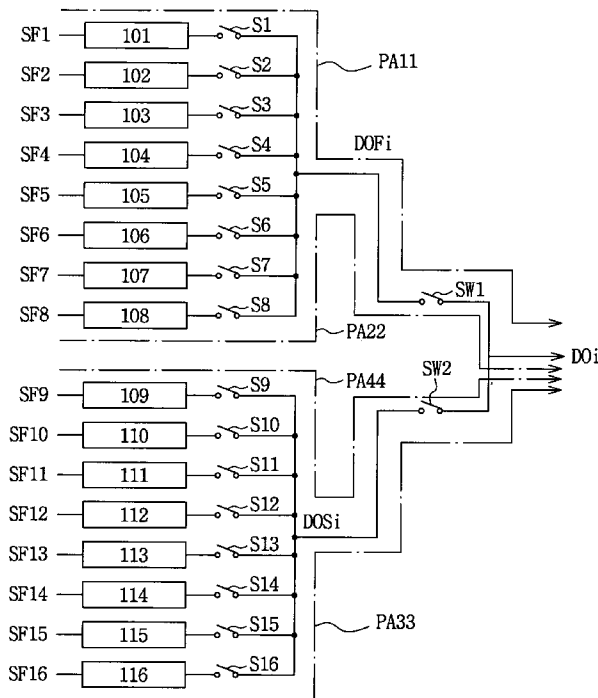 SF1 101 S1
SF2 102 S2
PA11
SF3 103 S3
SF4 104 S4
DOFi
SF5 105 S5
SF6 106 S6
SF7 107 S7
SW1
SF8 108 S8
PA22
DOi
PA44
SW2
SF9 109 S9
SF10 110 S10
SF11 111 S11
SF12 112 S12
DOSi
SF13 113 S13
SF14 114 S14
SF15 115 S15
PA33
SF16 116 S16